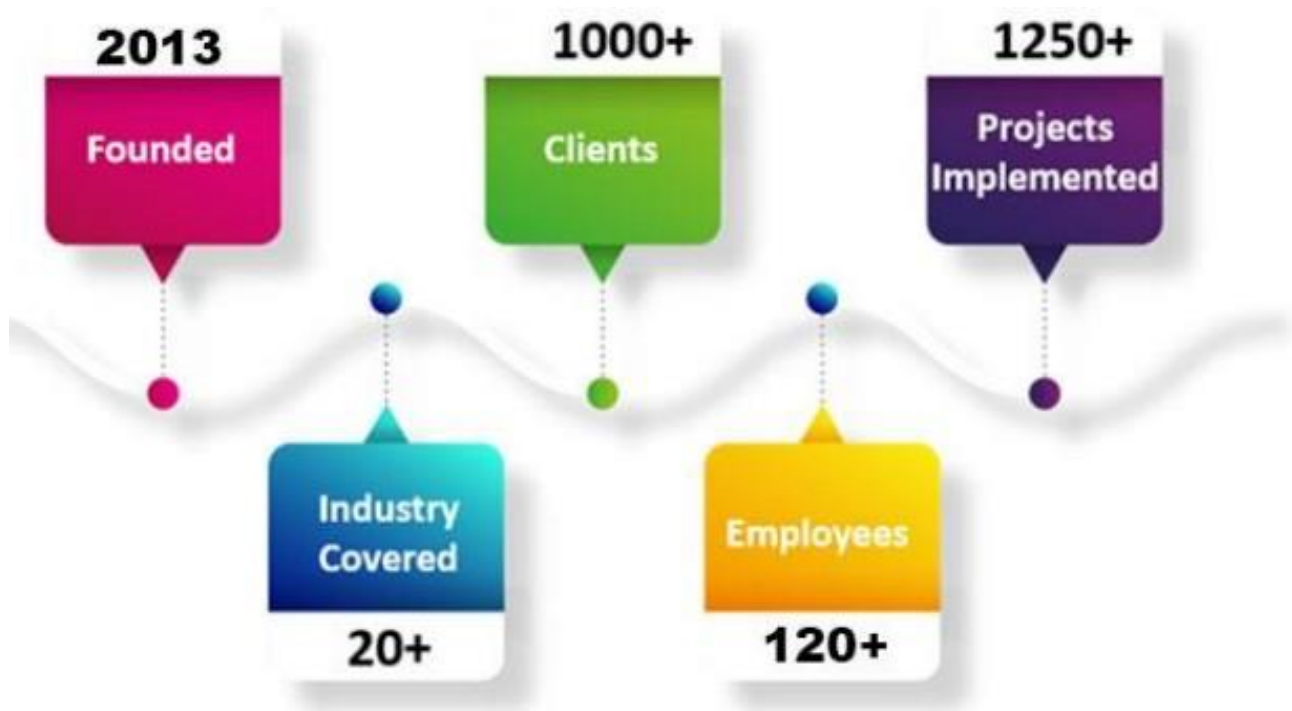 2013
Founded
Industry
Covered
20+
1000+
Clients
Employees
120+
1250+
Projects
Implemented